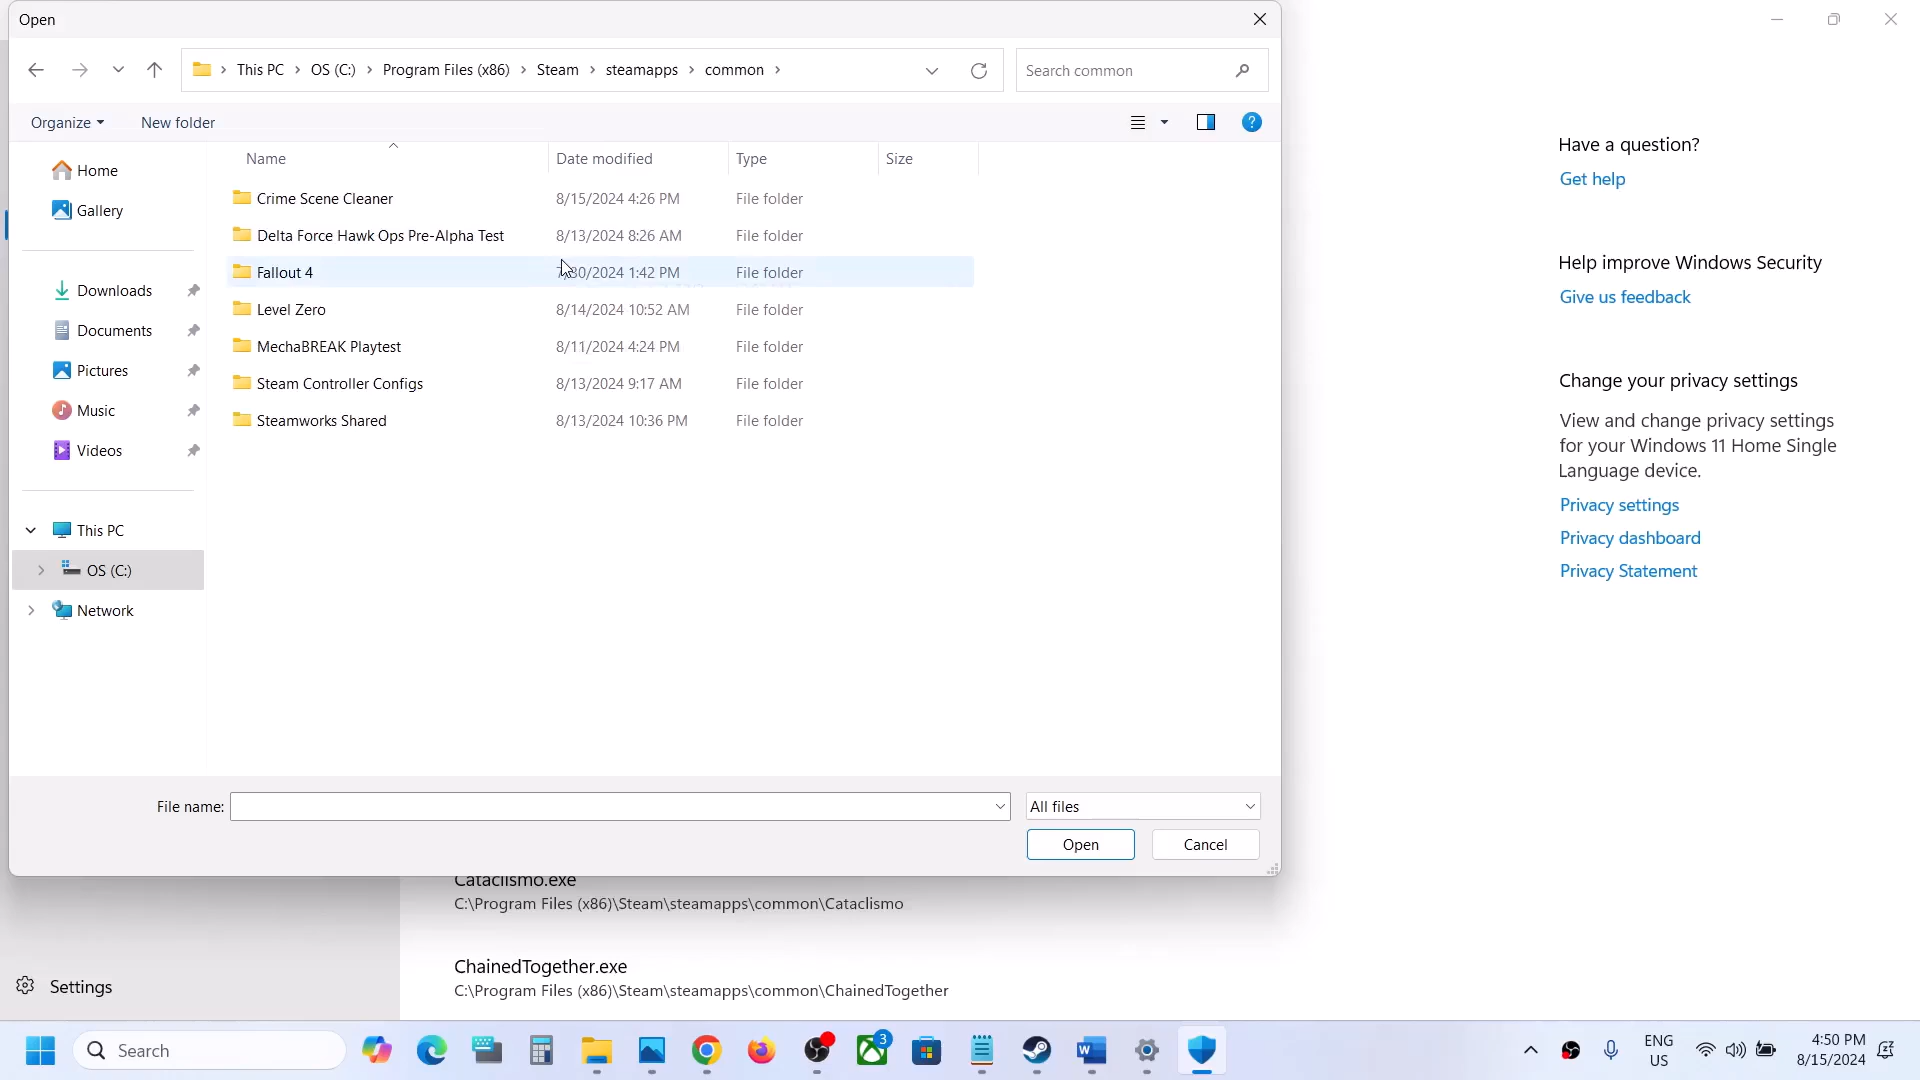 Open
This PC > OS (C:) > Program Files (x86) > Steam > steamapps > common >
Search common
Organize
New folder
Name
Date modified
Type
Size
Home
Gallery
Downloads
Documents
Pictures
Music
Videos
This PC
OS (C:)
Network
Crime Scene Cleaner 8/15/2024 4:26 PM File folder
Delta Force Hawk Ops Pre-Alpha Test 8/13/2024 8:26 AM File folder
Fallout 4 7/30/2024 1:42 PM File folder
Level Zero 8/14/2024 10:52 AM File folder
MechaBREAK Playtest 8/11/2024 4:24 PM File folder
Steam Controller Configs 8/13/2024 9:17 AM File folder
Steamworks Shared 8/13/2024 10:36 PM File folder
File name:
All files
Open
Cancel
Have a question?
Get help
Help improve Windows Security
Give us feedback
Change your privacy settings
View and change privacy settings
for your Windows 11 Home Single
Language device.
Privacy settings
Privacy dashboard
Privacy Statement
Cataclismo.exe
C:\Program Files (x86)\Steam\steamapps\common\Cataclismo
ChainedTogether.exe
C:\Program Files (x86)\Steam\steamapps\common\ChainedTogether
Settings
Search
3
ENG
US
4:50 PM
8/15/2024